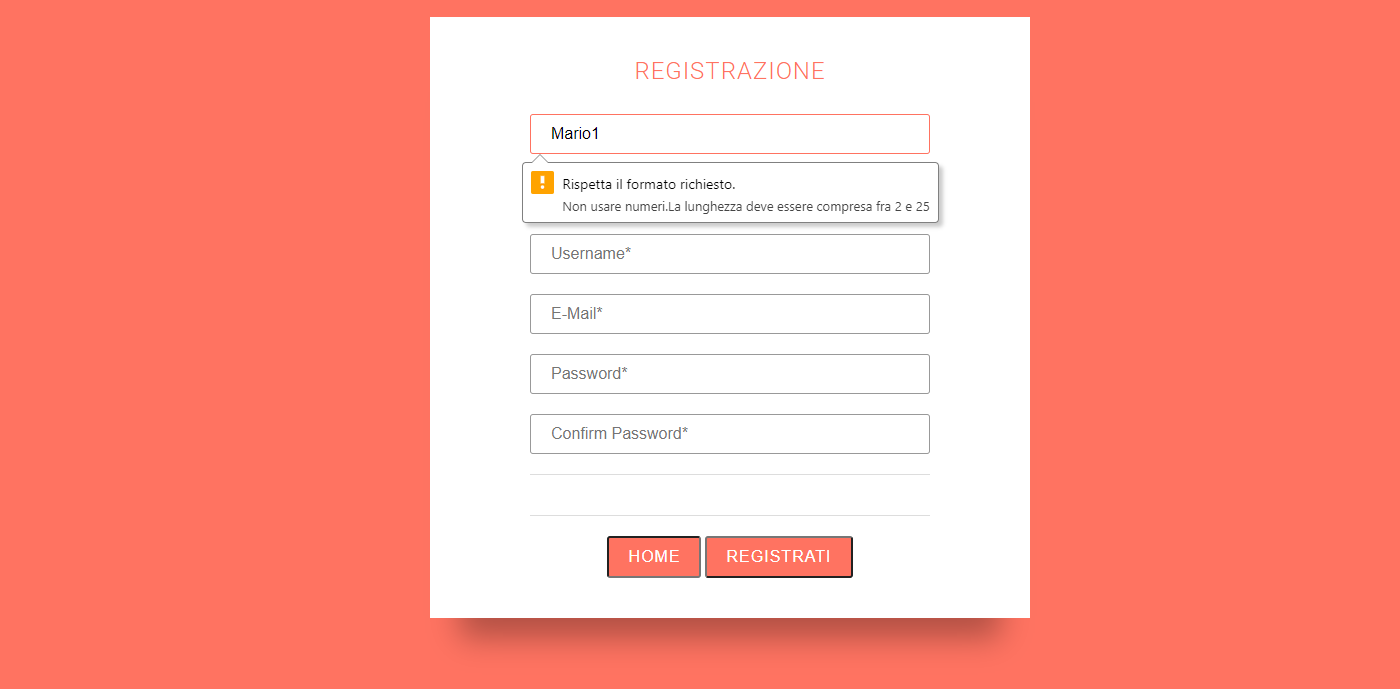 REGISTRAZIONE
Mario1
Rispetta il formato richiesto.
Non usare numeri.La lunghezza deve essere compresa fra 2 e 25
Username*
E-Mail*
Password*
Confirm Password*
HOME REGISTRATI